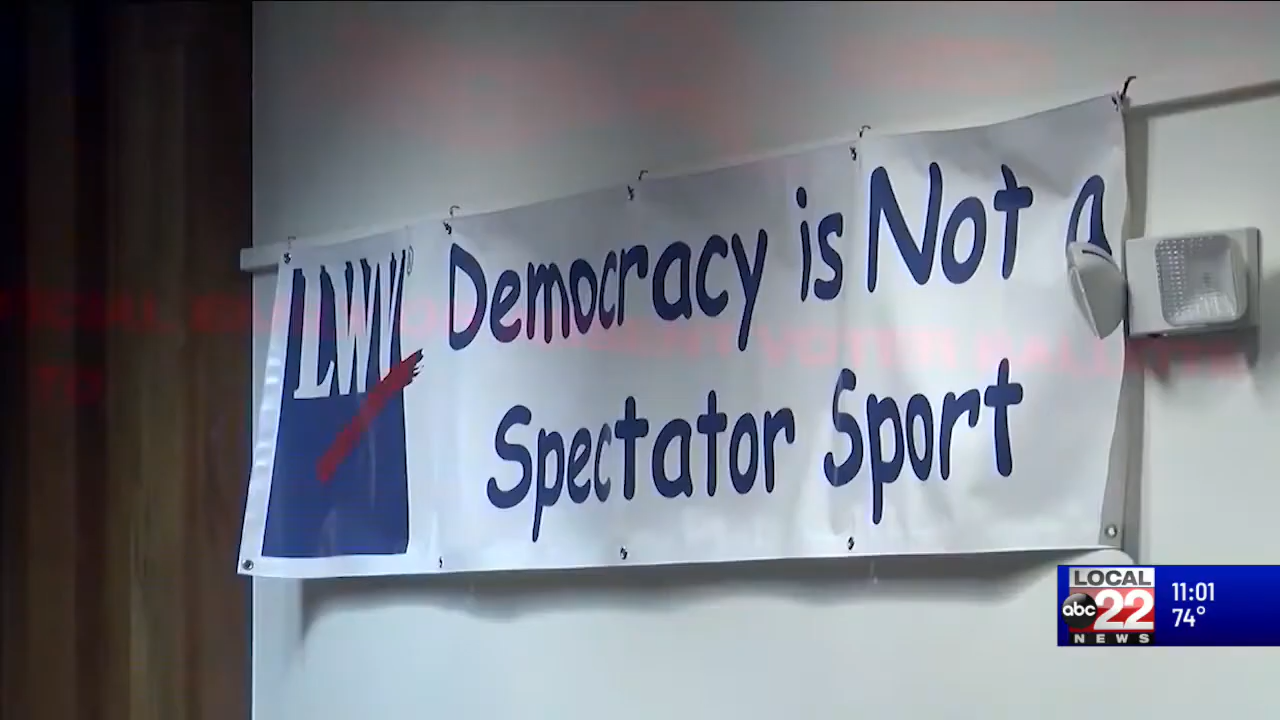 LWV®
Democracy is Not a
Spectator Sport
LOCAL
abc 22
NEWS
11:01
74°